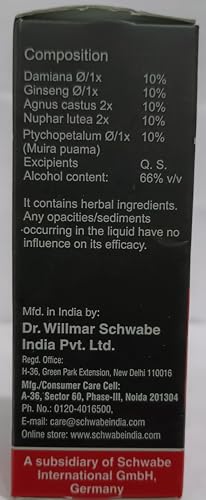 Composition
Damiana Ø/1x 10%
Ginseng Ø/1x 10%
Agnus castus 2x 10%
Nuphar lutea 2x 10%
Ptychopetalum Ø/1x 10%
(Muira puama)
Excipients Q. S.
Alcohol content: 66% v/v
It contains herbal ingredients.
Any opacities/sediments
occurring in the liquid have no
influence on its efficacy.
Mfd. in India by:
Dr. Willmar Schwabe
India Pvt. Ltd.
Regd. Office:
H-36, Green Park Extension, New Delhi 110016
Mfg./Consumer Care Cell:
A-36, Sector 60, Phase-III, Noida 201304
Ph. No.: 0120-4016500,
E-mail: care@schwabeindia.com
Online store: www.schwabeindia.com
A subsidiary of Schwabe
International GmbH,
Germany